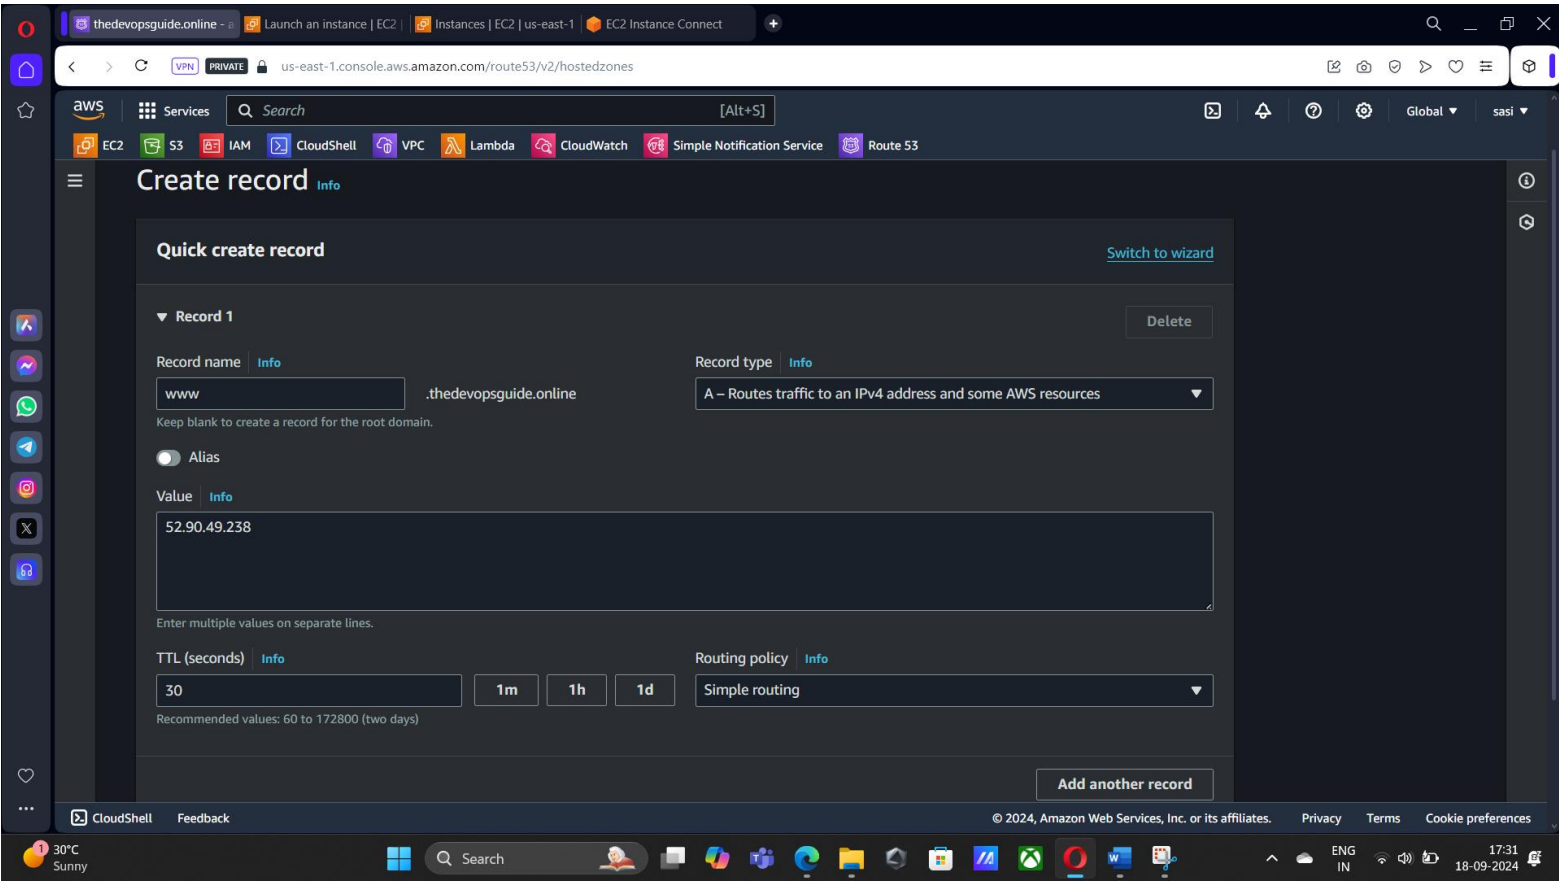 thedevopsguide.online - a
Launch an instance | EC2 |
Instances | EC2 | us-east-1
EC2 Instance Connect
VPN PRIVATE us-east-1.console.aws.amazon.com/route53/v2/hostedzones
aws Services Search [Alt+S] Global sasi
EC2 S3 IAM CloudShell VPC Lambda CloudWatch Simple Notification Service Route 53
Create record Info
Quick create record
Switch to wizard
Record 1
Delete
Record name Info
www .thedevopsguide.online
Keep blank to create a record for the root domain.
Record type Info
A – Routes traffic to an IPv4 address and some AWS resources
Alias
Value Info
52.90.49.238
Enter multiple values on separate lines.
TTL (seconds) Info
30 1m 1h 1d
Recommended values: 60 to 172800 (two days)
Routing policy Info
Simple routing
Add another record
CloudShell Feedback © 2024, Amazon Web Services, Inc. or its affiliates. Privacy Terms Cookie preferences
1
30°C
Sunny
Search
ENG
IN
17:31
18-09-2024